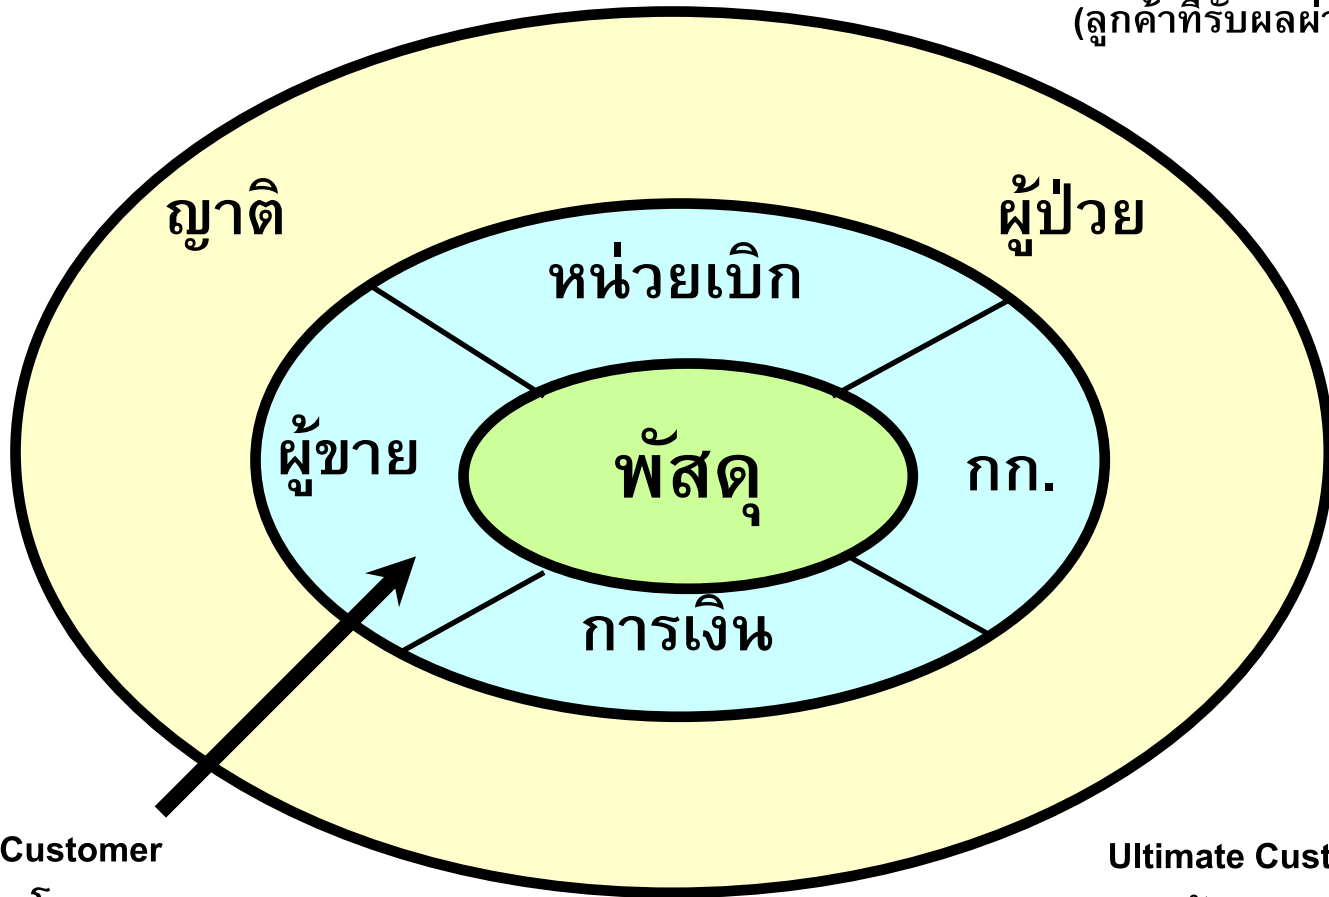 (ลูกค้าที่รับผลผ่า
ญาติ
ผู้ป่วย
หน่วยเบิก
ผู้ขาย
พัสดุ
กก.
การเงิน
Customer
Ultimate Cust